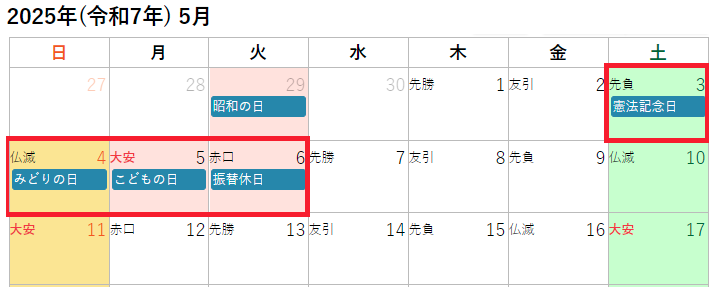 2025年(令和7年) 5月
日 月 火 水 木 金 土
27 28 29 30 先勝 1 友引 2 先負 3
昭和の日 憲法記念日
仏滅 4 大安 5 赤口 6 先勝 7 友引 8 先負 9 仏滅 10
みどりの日 こどもの日 振替休日
大安 11 赤口 12 先勝 13 友引 14 先負 15 仏滅 16 大安 17